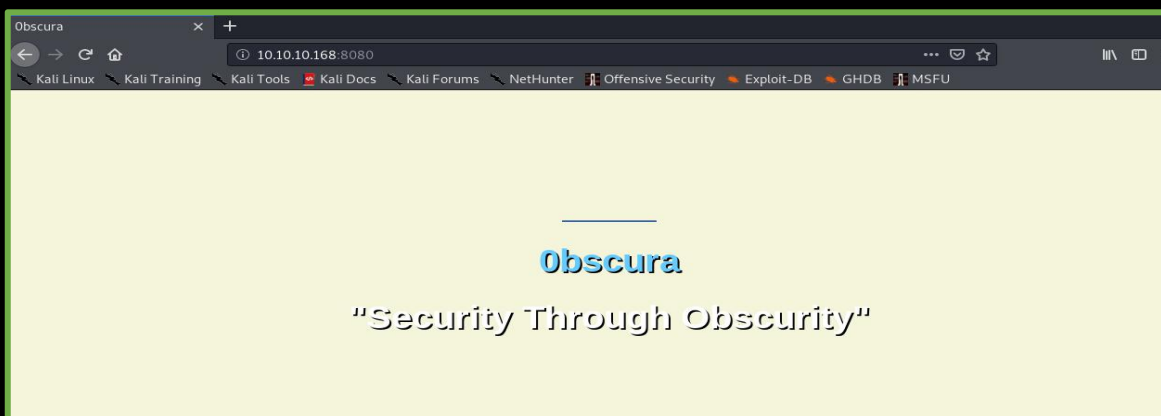 0bscura
10.10.10.168:8080
Kali Linux Kali Training Kali Tools Kali Docs Kali Forums NetHunter Offensive Security Exploit-DB GHDB MSFU
0bscura
"Security Through Obscurity"